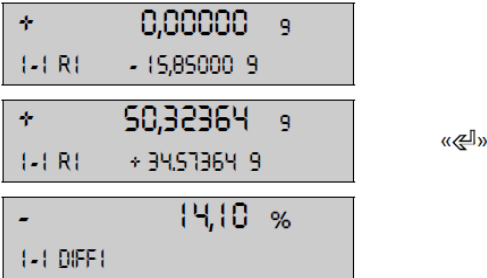 + 0,00000 g
1-1 R1 - 15,85000 g
+ 50,32364 g
1-1 R1 + 34.57364 g
«⏎»
- 14,10 %
1-1 DIFF1